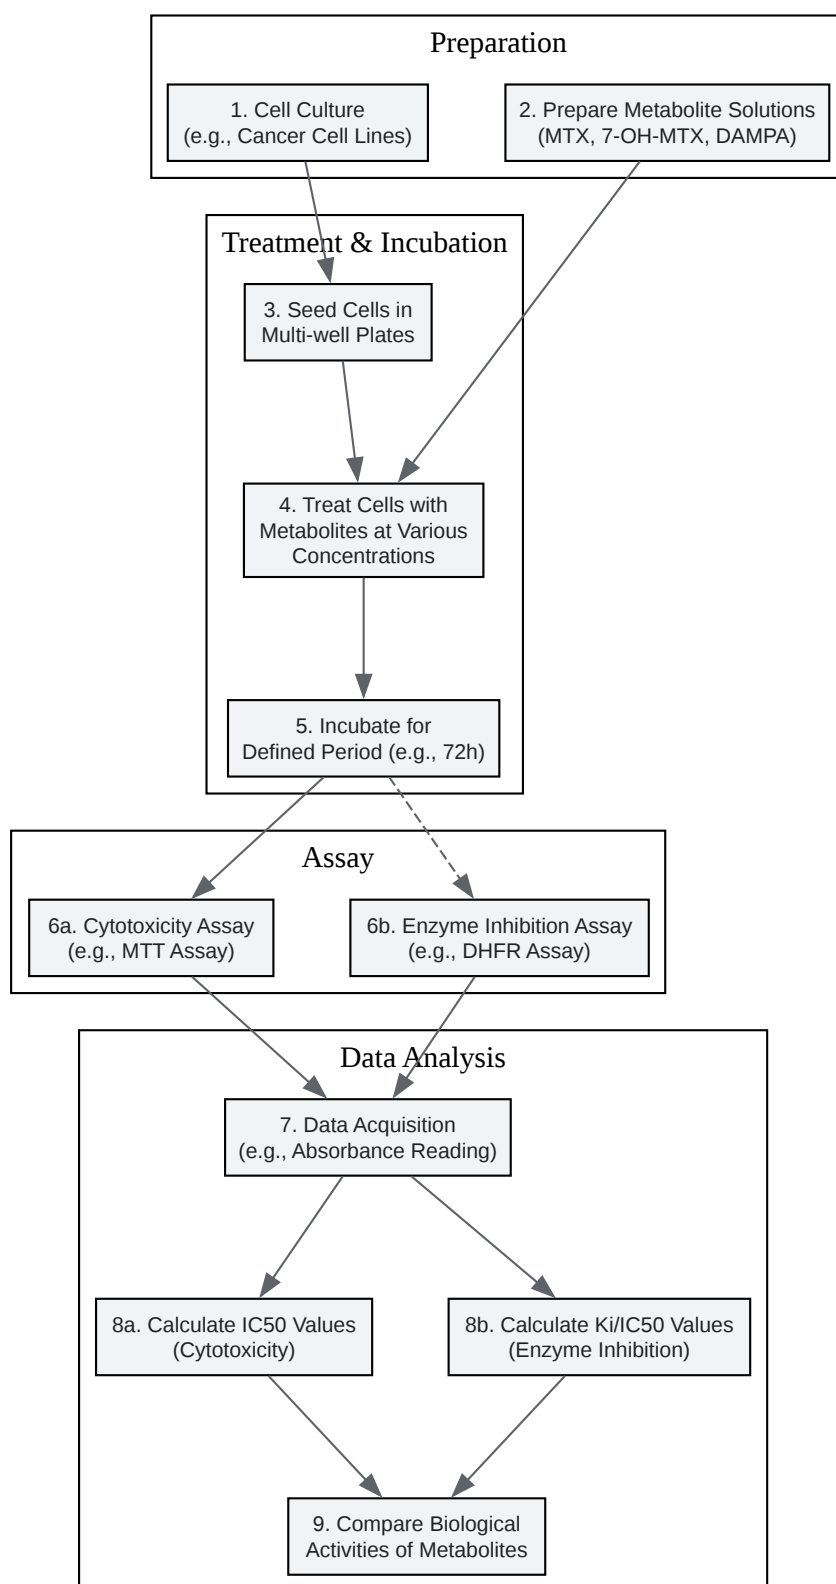 Preparation
1. Cell Culture
(e.g., Cancer Cell Lines)
2. Prepare Metabolite Solutions
(MTX, 7-OH-MTX, DAMPA)
Treatment & Incubation
3. Seed Cells in
Multi-well Plates
4. Treat Cells with
Metabolites at Various
Concentrations
5. Incubate for
Defined Period (e.g., 72h)
Assay
6a. Cytotoxicity Assay
(e.g., MTT Assay)
6b. Enzyme Inhibition Assay
(e.g., DHFR Assay)
Data Analysis
7. Data Acquisition
(e.g., Absorbance Reading)
8a. Calculate IC50 Values
(Cytotoxicity)
8b. Calculate Ki/IC50 Values
(Enzyme Inhibition)
9. Compare Biological
Activities of Metabolites